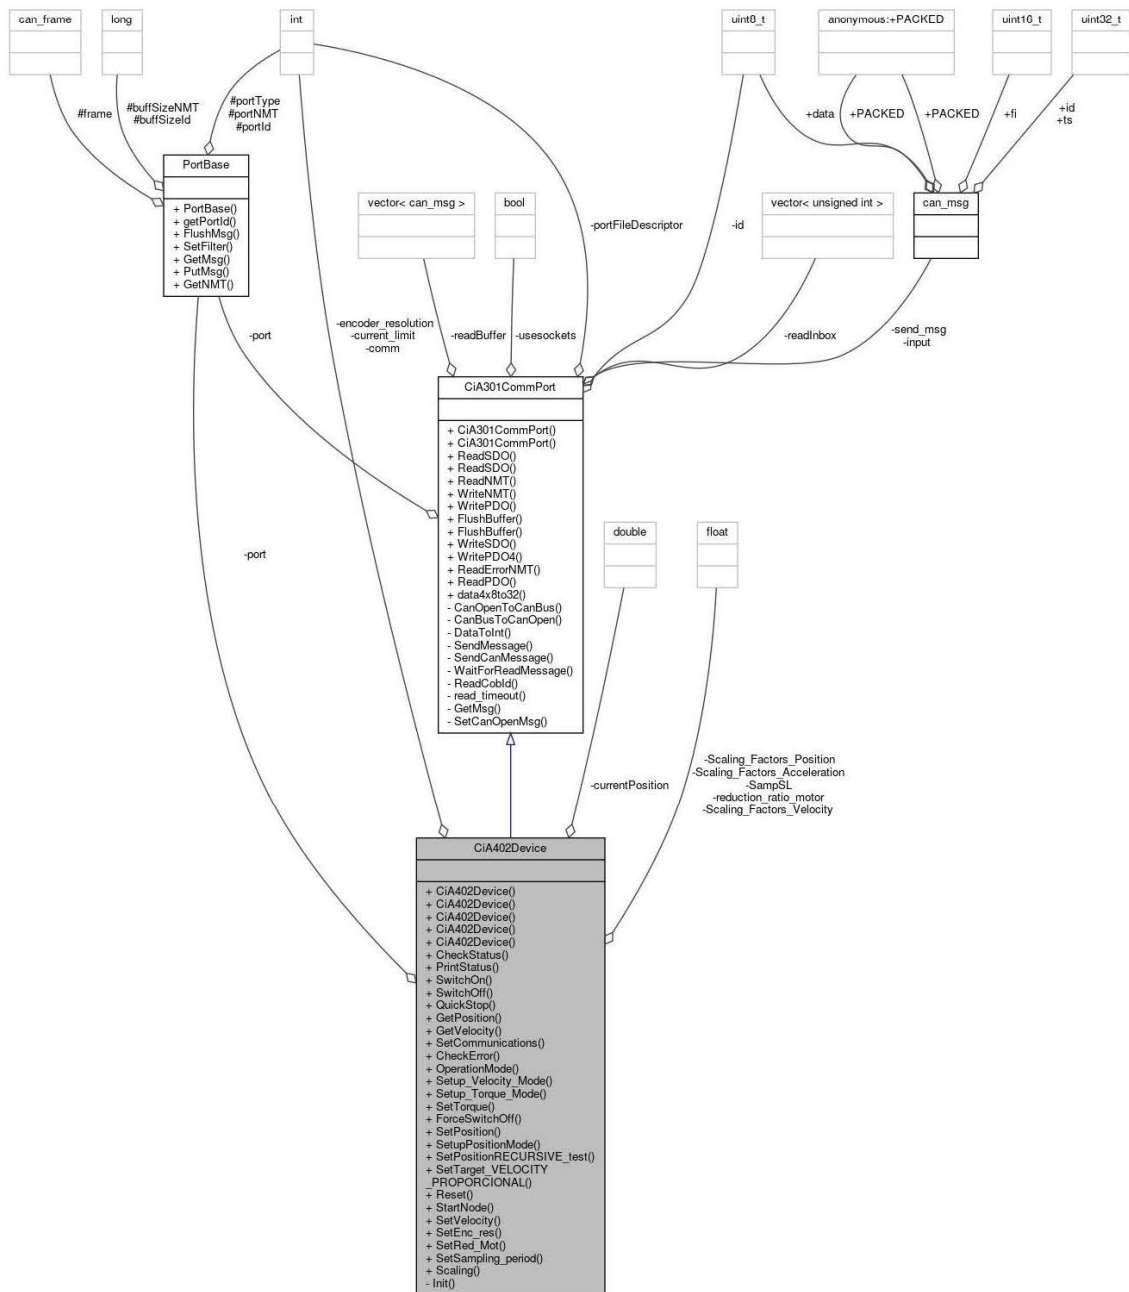 can_frame
long
int
uint8_t
anonymous:+PACKED
uint16_t
uint32_t
#frame
#buffSizeNMT
#buffSizeId
#portType
#portNMT
#portId
+data
+PACKED
+PACKED
+fi
+id
+ts
PortBase
+ PortBase()
+ getPortId()
+ FlushMsg()
+ SetFilter()
+ GetMsg()
+ PutMsg()
+ GetNMT()
vector< can_msg >
bool
vector< unsigned int >
can_msg
-portFileDescriptor
-id
-port
-encoder_resolution
-current_limit
-comm
-readBuffer
-usesockets
-readInbox
-send_msg
-input
CiA301CommPort
+ CiA301CommPort()
+ CiA301CommPort()
+ ReadSDO()
+ ReadSDO()
+ ReadNMT()
+ WriteNMT()
+ WritePDO()
+ FlushBuffer()
+ FlushBuffer()
+ WriteSDO()
+ WritePDO4()
+ ReadErrorNMT()
+ ReadPDO()
+ data4x8to32()
- CanOpenToCanBus()
- CanBusToCanOpen()
- DataToInt()
- SendMessage()
- SendCanMessage()
- WaitForReadMessage()
- ReadCobId()
- read_timeout()
- GetMsg()
- SetCanOpenMsg()
-port
double
float
-currentPosition
-Scaling_Factors_Position
-Scaling_Factors_Acceleration
-SampSL
-reduction_ratio_motor
-Scaling_Factors_Velocity
CiA402Device
+ CiA402Device()
+ CiA402Device()
+ CiA402Device()
+ CiA402Device()
+ CiA402Device()
+ CheckStatus()
+ PrintStatus()
+ SwitchOn()
+ SwitchOff()
+ QuickStop()
+ GetPosition()
+ GetVelocity()
+ SetCommunications()
+ CheckError()
+ OperationMode()
+ Setup_Velocity_Mode()
+ Setup_Torque_Mode()
+ SetTorque()
+ ForceSwitchOff()
+ SetPosition()
+ SetupPositionMode()
+ SetPositionRECURSIVE_test()
+ SetTarget_VELOCITY
_PROPORCIONAL()
+ Reset()
+ StartNode()
+ SetVelocity()
+ SetEnc_res()
+ SetRed_Mot()
+ SetSampling_period()
+ Scaling()
- Init()